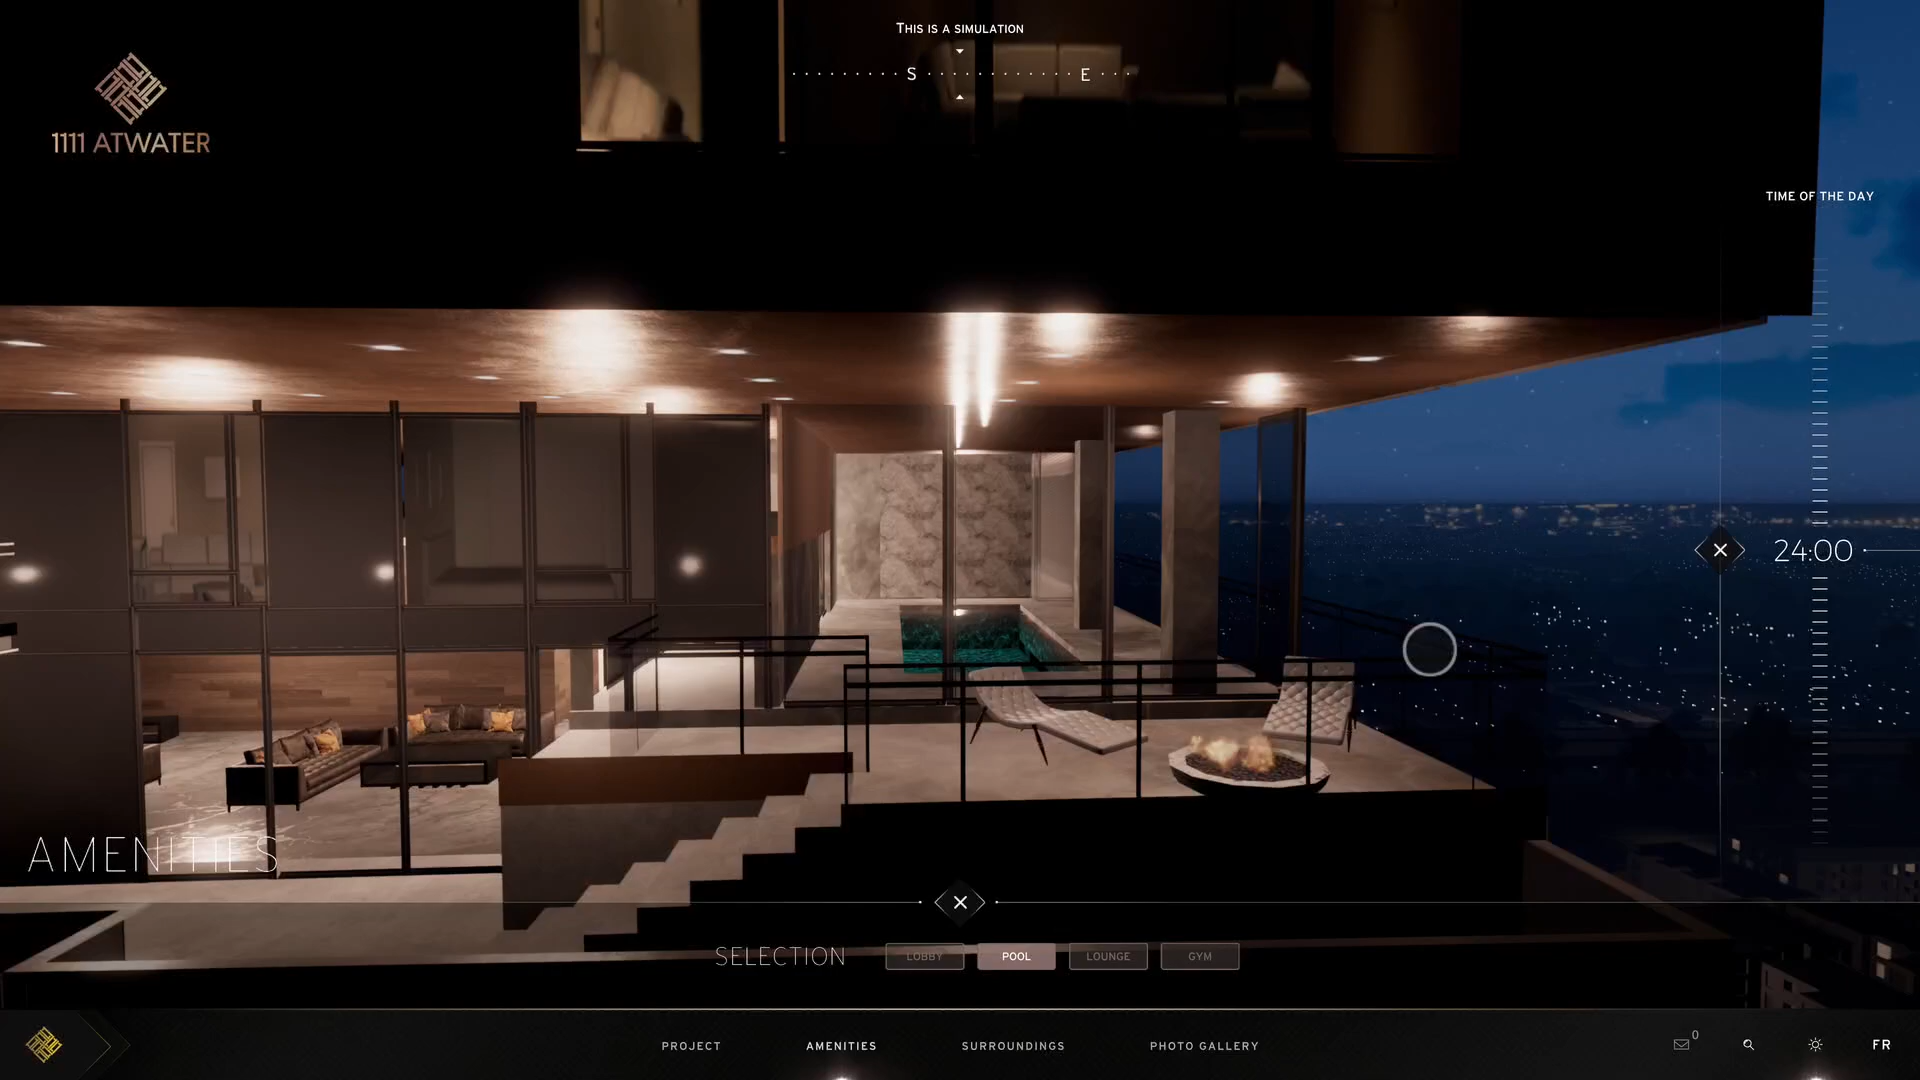 THIS IS A SIMULATION
S E
1111 ATWATER
TIME OF THE DAY
24:00
AMENITIES
SELECTION LOBBY POOL LOUNGE GYM
PROJECT AMENITIES SURROUNDINGS PHOTO GALLERY 0 FR